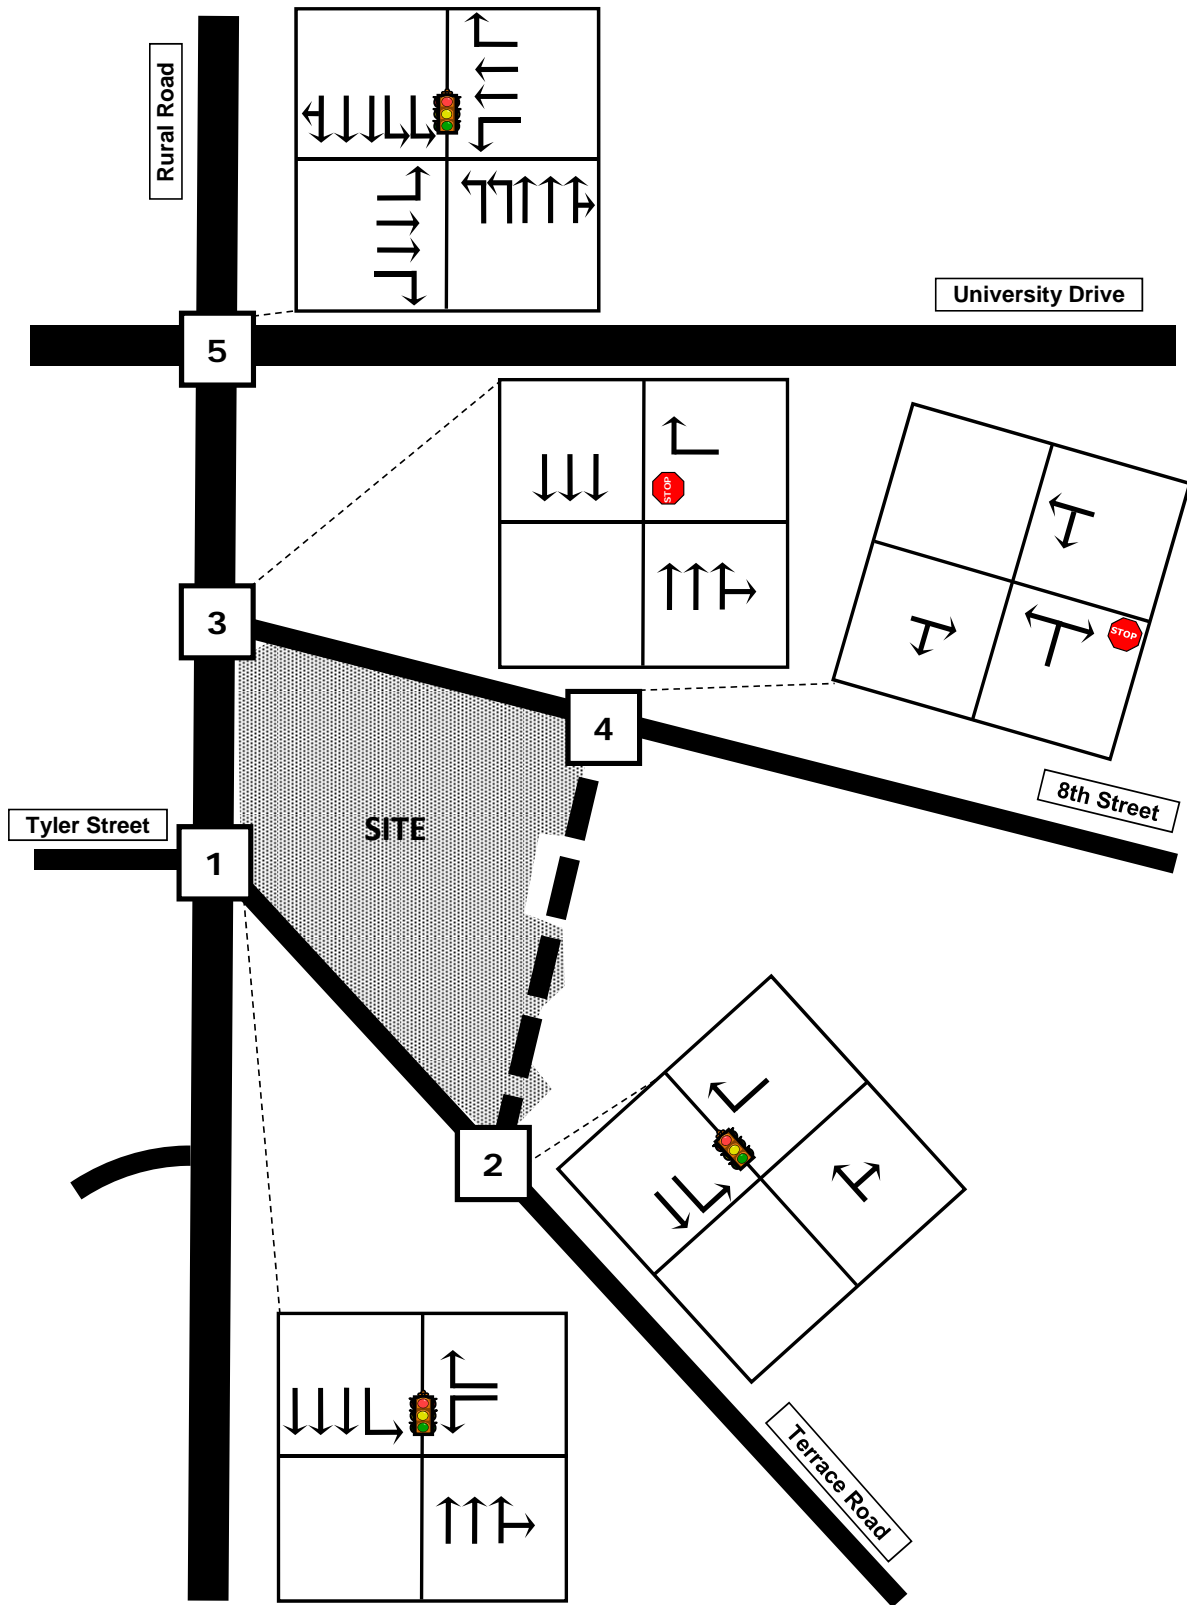 Rural Road
University Drive
5
STOP
3
STOP
4
8th Street
Tyler Street
SITE
1
2
Terrace Road